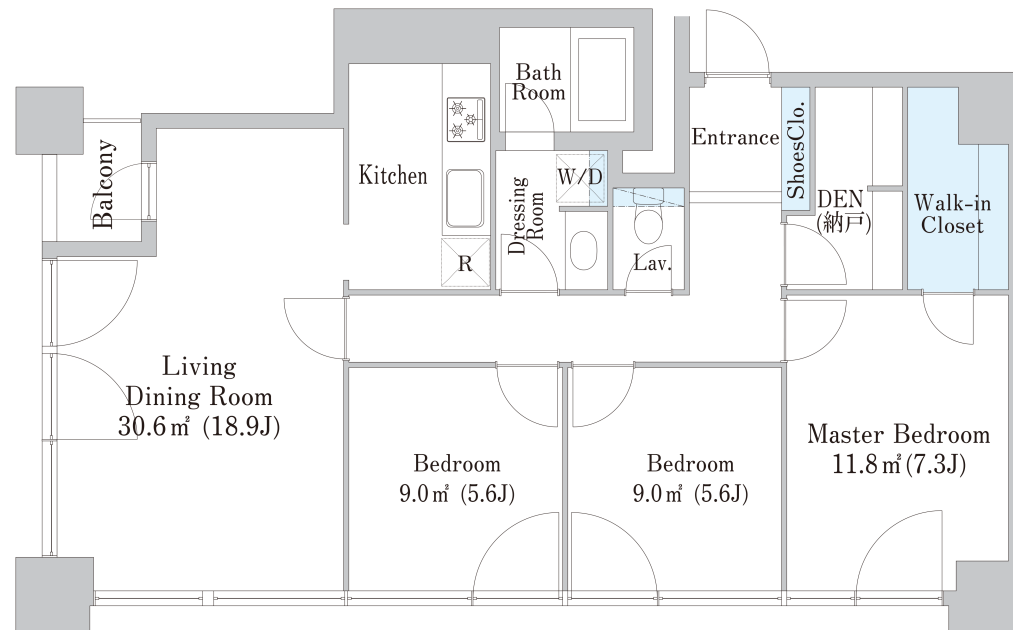 Bath
Room
Entrance
ShoesClo.
Balcony
Kitchen
W/D
Dressing
Room
DEN
(納戸)
Walk-in
Closet
R
Lav.
Living
Dining Room
30.6㎡ (18.9J)
Bedroom
9.0㎡ (5.6J)
Bedroom
9.0㎡ (5.6J)
Master Bedroom
11.8㎡(7.3J)